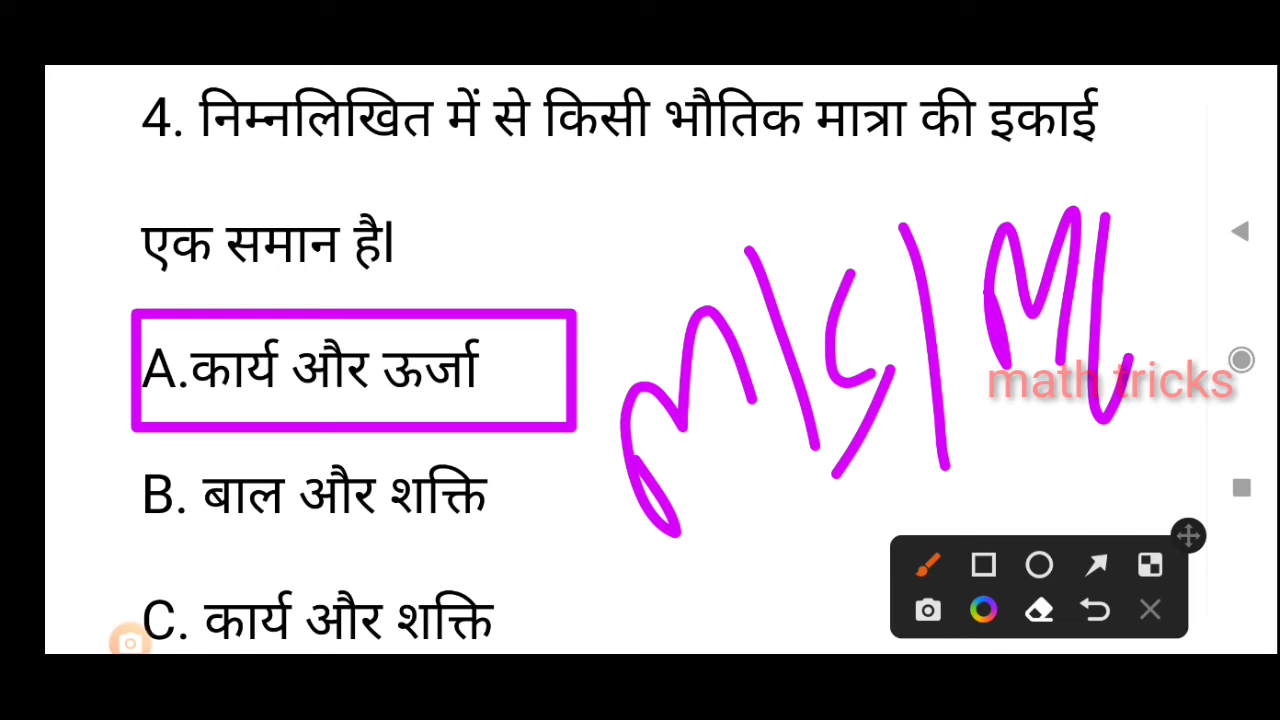 4. निम्नलिखित में से किसी भौतिक मात्रा की इकाई
एक समान है|
A.कार्य और ऊर्जा
B. बाल और शक्ति
C. कार्य और शक्ति
math tricks